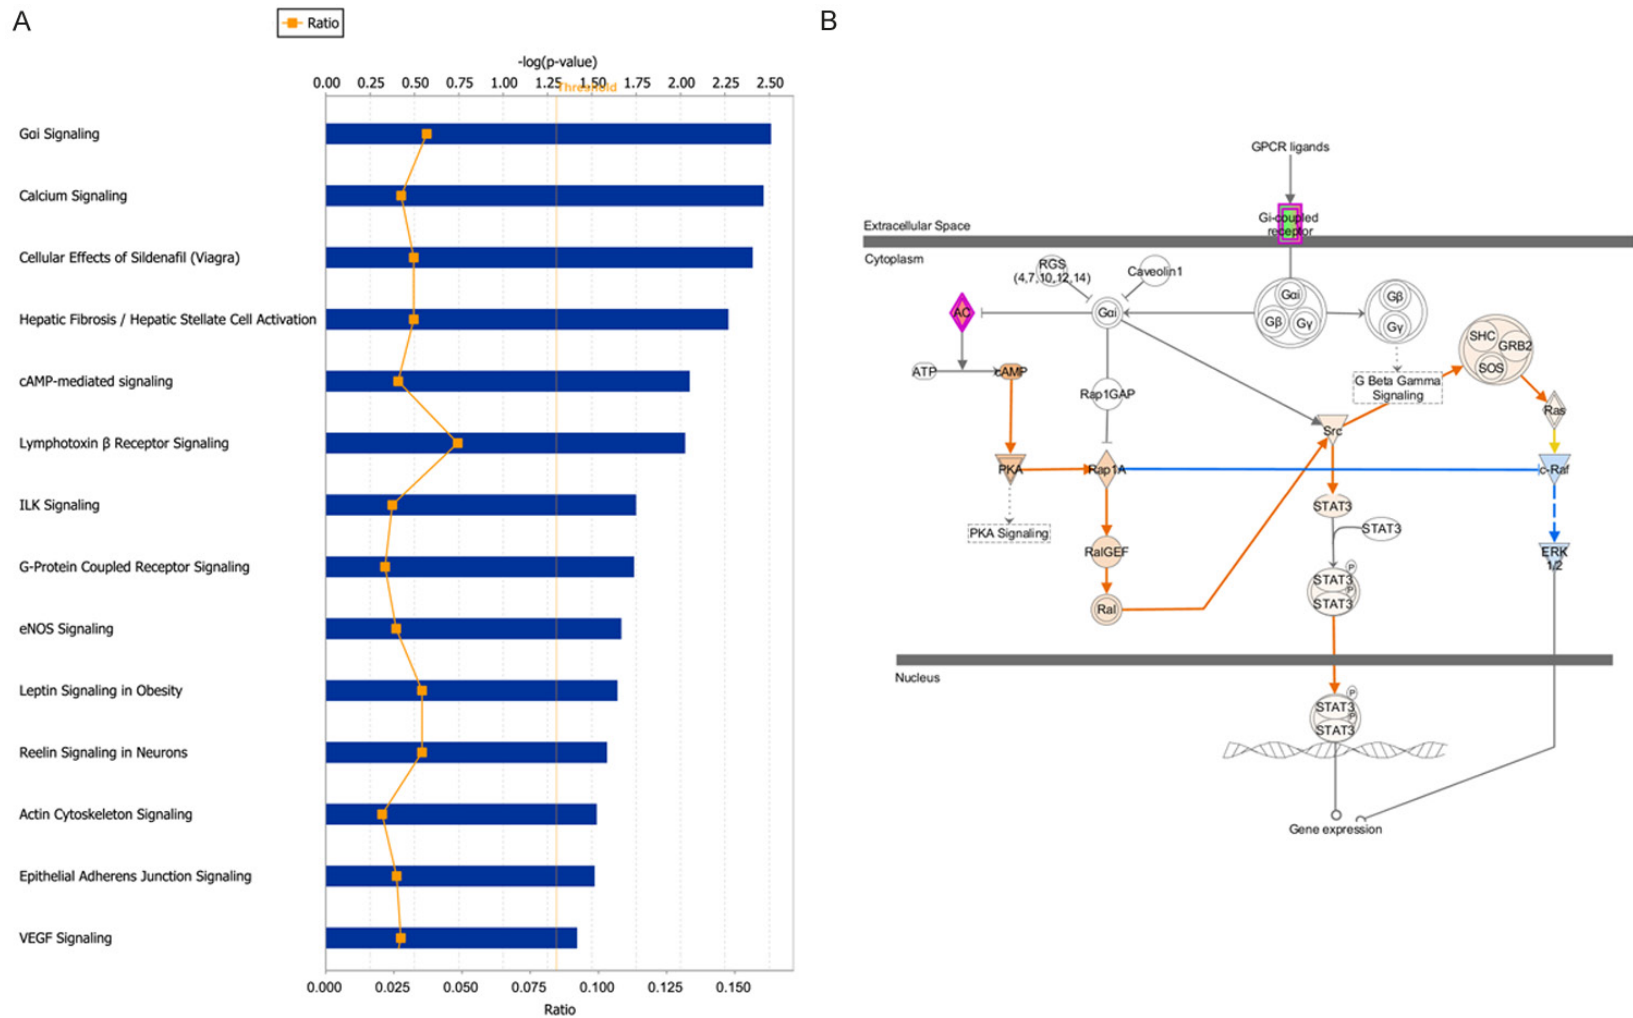 A
B
Ratio
-log(p-value)
0.00 0.25 0.50 0.75 1.00 1.25 1.50 1.75 2.00 2.25 2.50
Threshold
Gαi Signaling
Calcium Signaling
Cellular Effects of Sildenafil (Viagra)
Hepatic Fibrosis / Hepatic Stellate Cell Activation
cAMP-mediated signaling
Lymphotoxin β Receptor Signaling
ILK Signaling
G-Protein Coupled Receptor Signaling
eNOS Signaling
Leptin Signaling in Obesity
Reelin Signaling in Neurons
Actin Cytoskeleton Signaling
Epithelial Adherens Junction Signaling
VEGF Signaling
0.000 0.025 0.050 0.075 0.100 0.125 0.150
Ratio
GPCR ligands
Gi-coupled
receptor
Extracellular Space
Cytoplasm
RGS
(4,7,10,12,14)
Caveolin1
AC
Gαi
Gαi
Gβ
Gγ
Gβ
Gγ
SHC
GRB2
SOS
ATP
cAMP
Rap1GAP
G Beta Gamma
Signaling
Ras
Src
PKA
Rap1A
c-Raf
STAT3
STAT3
PKA Signaling
RalGEF
ERK
1/2
P
STAT3
P
STAT3
Ral
Nucleus
P
STAT3
P
STAT3
Gene expression